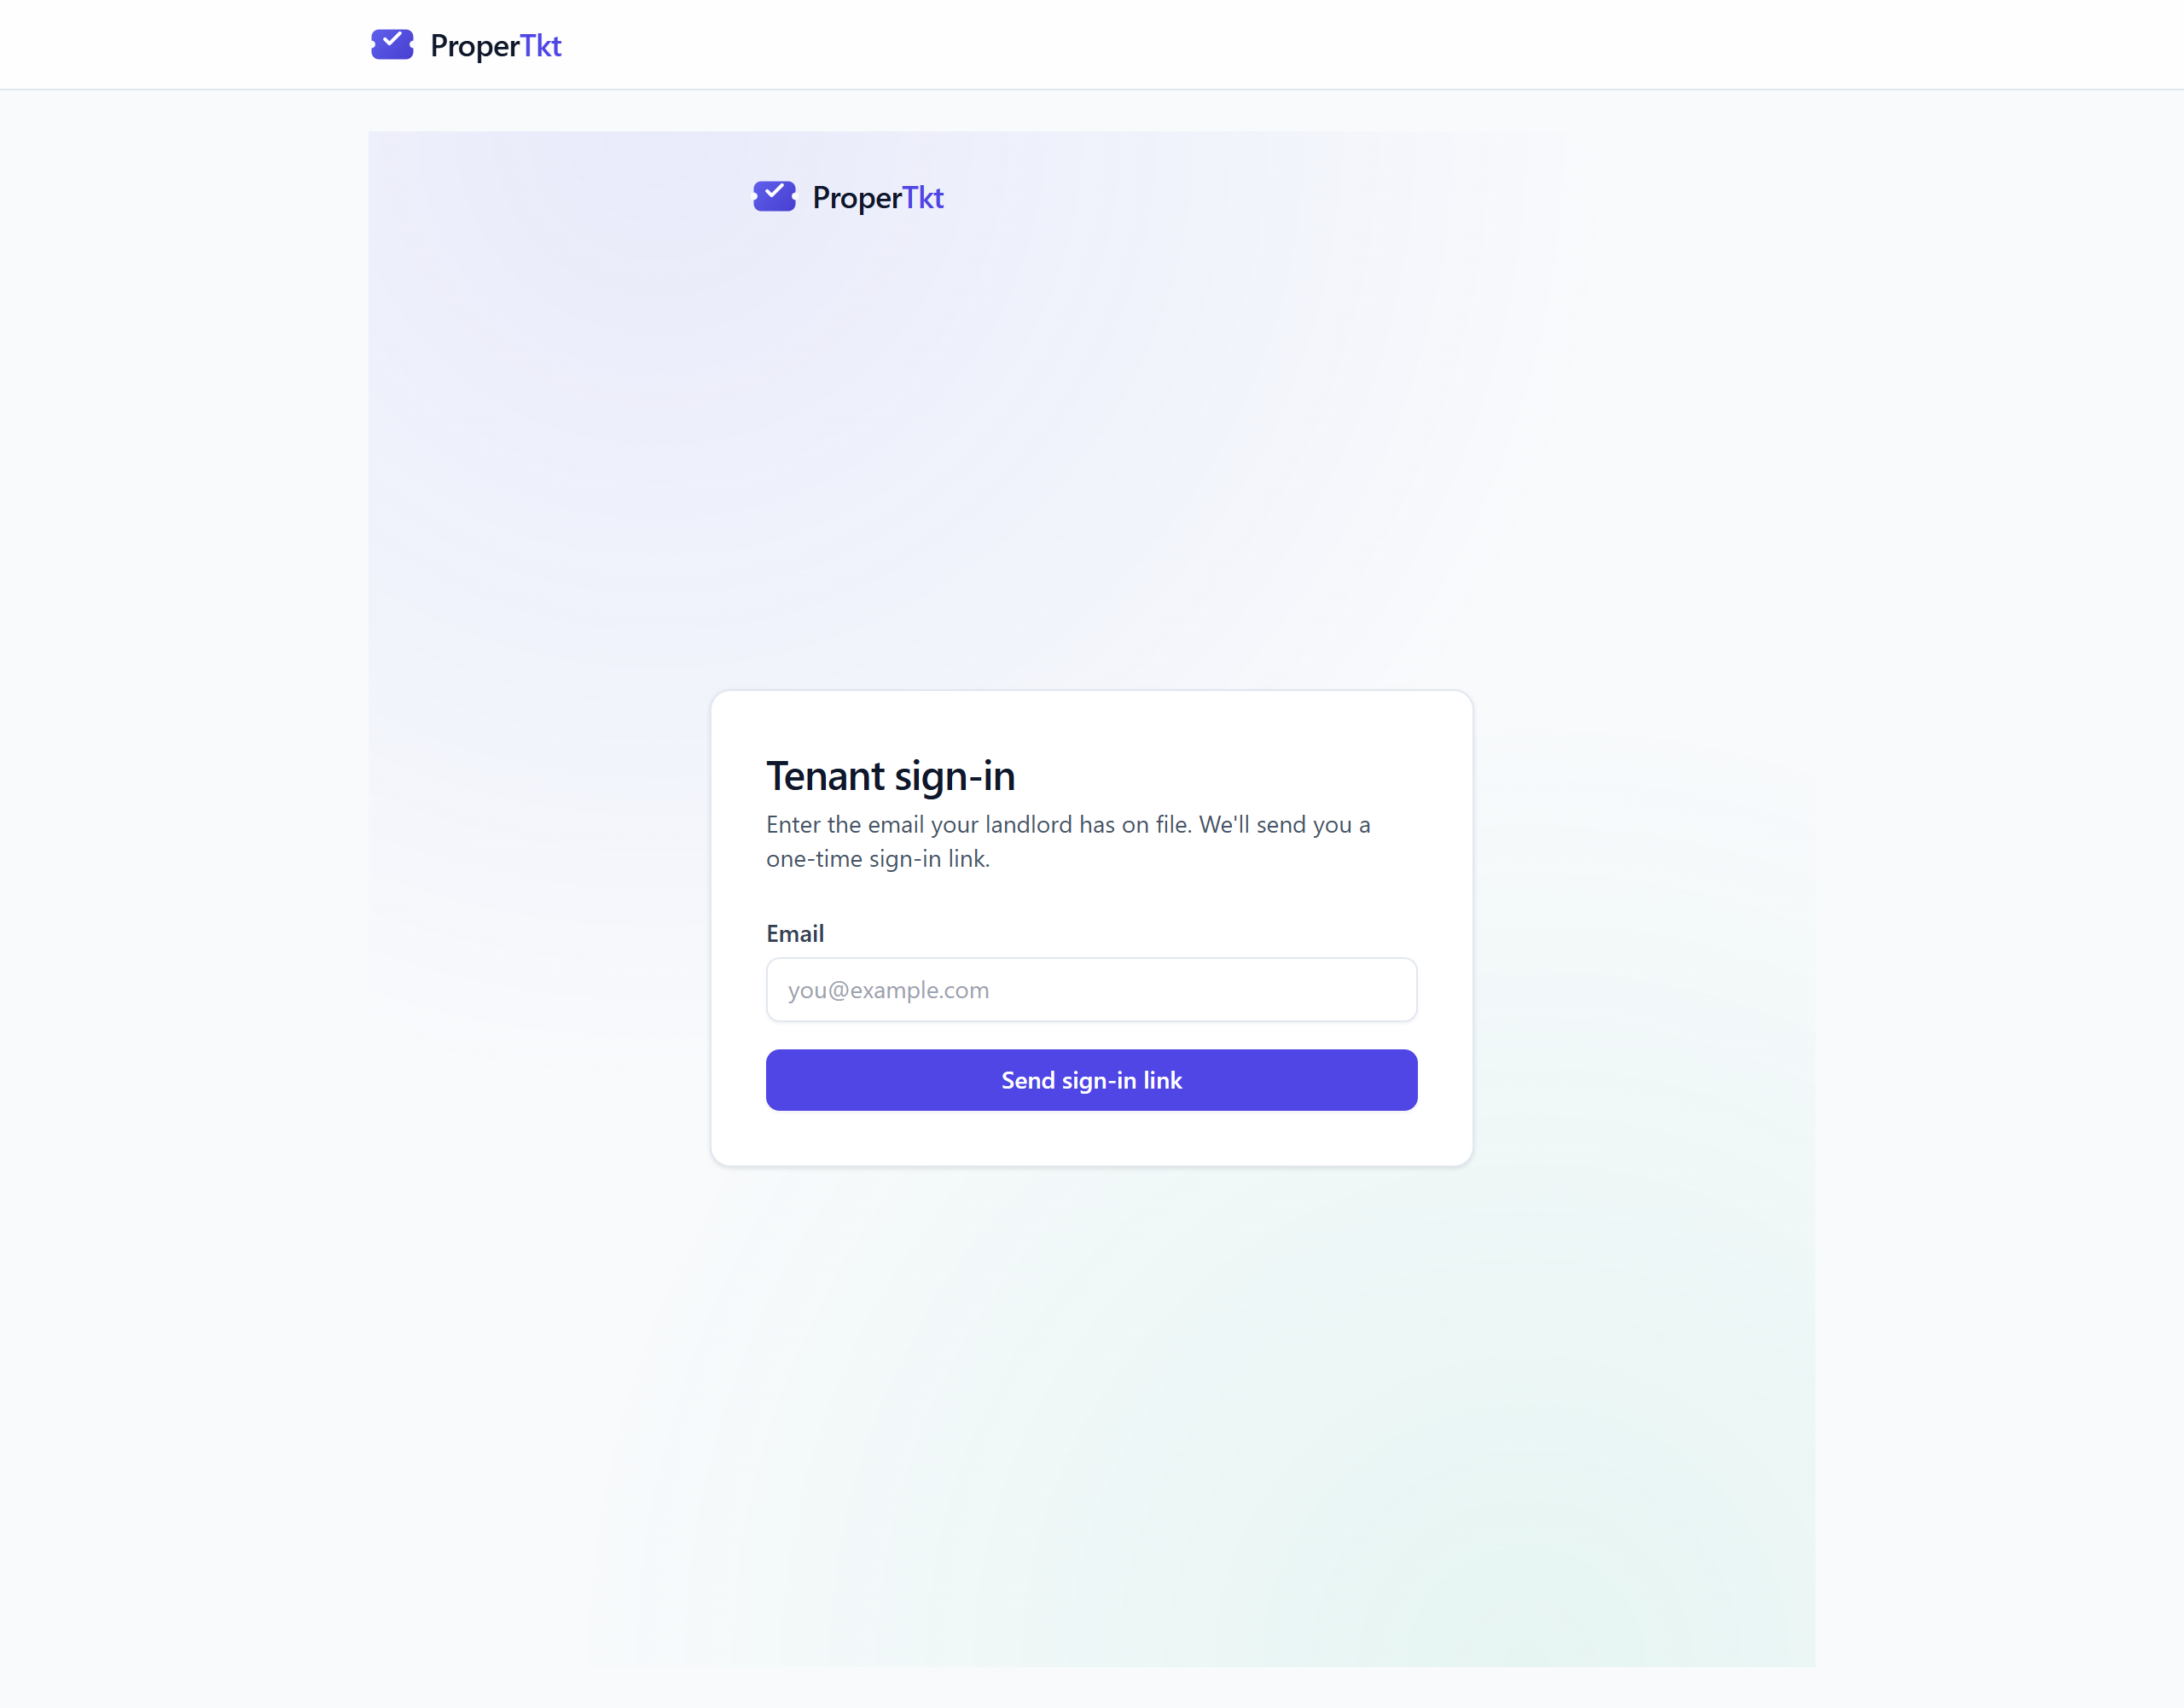 ProperTkt
ProperTkt
Tenant sign-in
Enter the email your landlord has on file. We'll send you a
one-time sign-in link.
Email
you@example.com
Send sign-in link